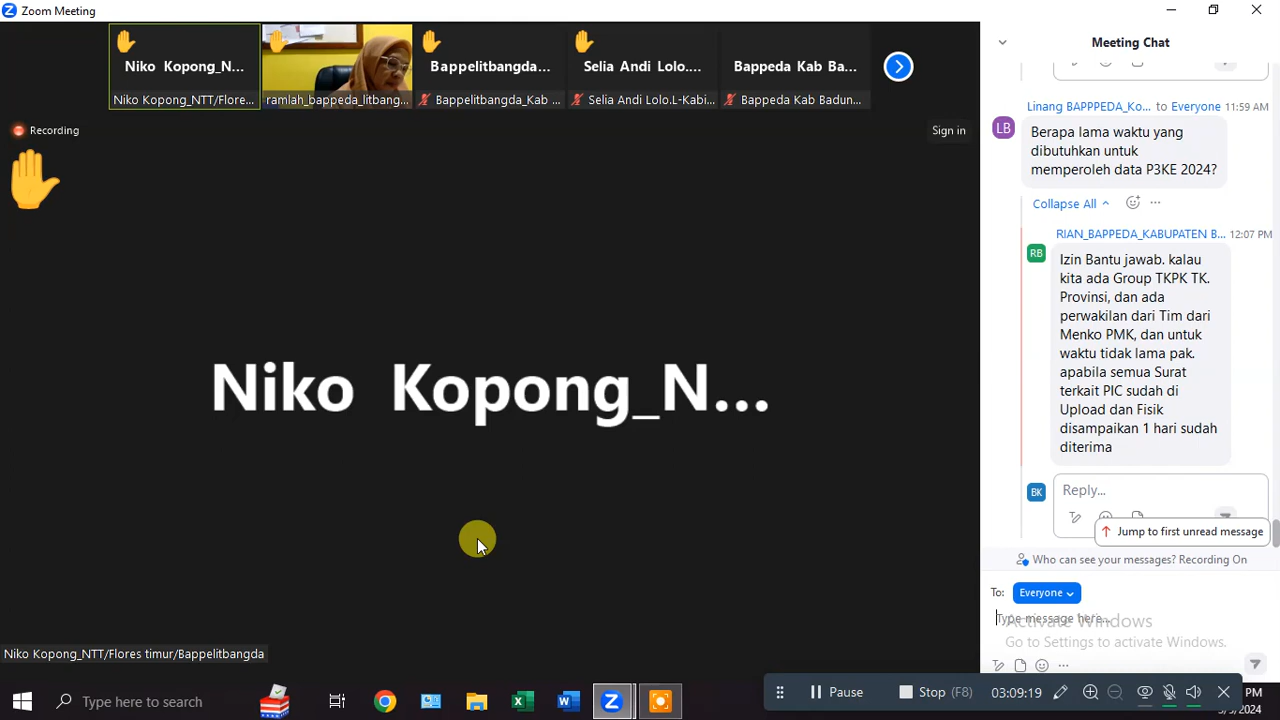 Zoom Meeting
Niko Kopong_N...
Bappelitbangda...
Selia Andi Lolo....
Bappeda Kab Ba...
Niko Kopong_NTT/Flore...
ramlah_bappeda_litbang...
Bappelitbangda_Kab ...
Selia Andi Lolo.L-Kabi...
Bappeda Kab Badun...
Recording
Sign in
Niko Kopong_N...
Niko Kopong_NTT/Flores timur/Bappelitbangda
Meeting Chat
Linang BAPPPEDA_Ko... to Everyone 11:59 AM
LB
Berapa lama waktu yang
dibutuhkan untuk
memperoleh data P3KE 2024?
Collapse All
RIAN_BAPPEDA_KABUPATEN B... 12:07 PM
RB
Izin Bantu jawab. kalau
kita ada Group TKPK TK.
Provinsi, dan ada
perwakilan dari Tim dari
Menko PMK, dan untuk
waktu tidak lama pak.
apabila semua Surat
terkait PIC sudah di
Upload dan Fisik
disampaikan 1 hari sudah
diterima
BK
Reply...
Jump to first unread message
Who can see your messages? Recording On
To: Everyone
Type message here...
Activate Windows
Go to Settings to activate Windows.
Type here to search
Pause
Stop (F8)
03:09:19
PM
2024